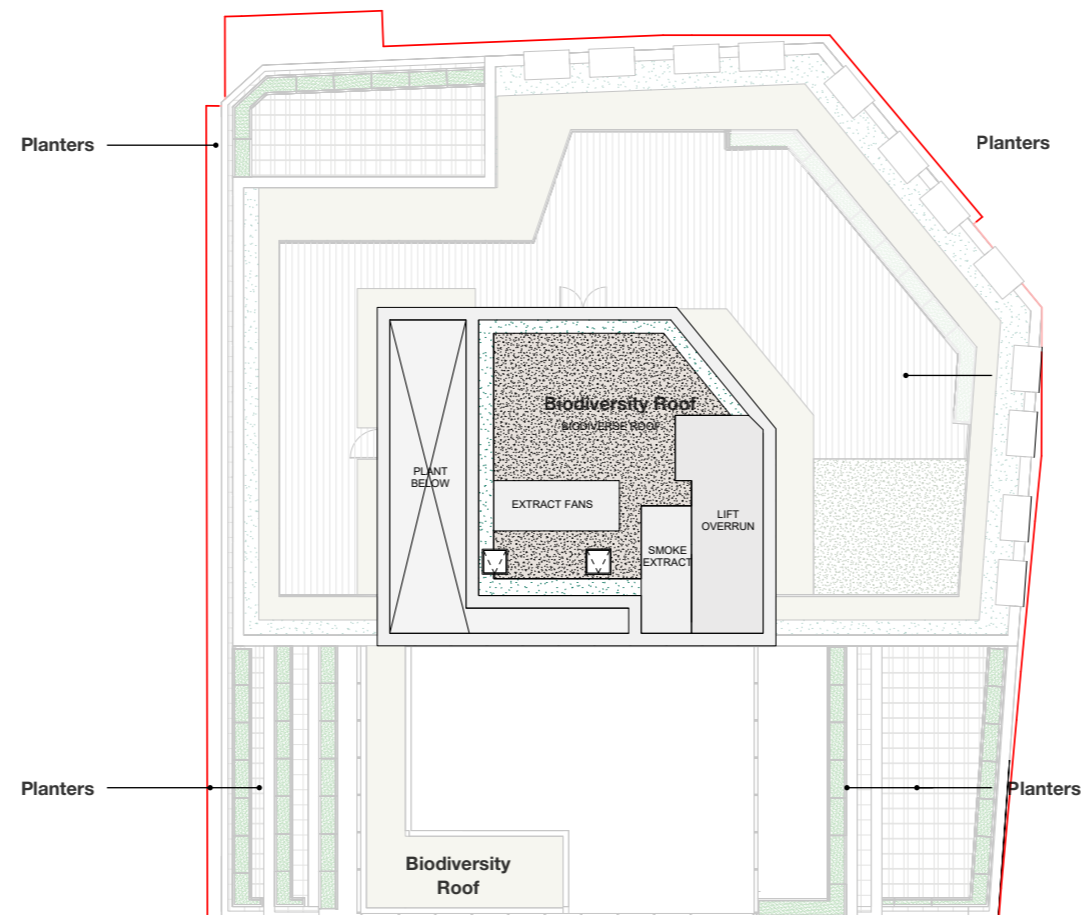 Planters
Planters
Biodiversity Roof
BIODIVERSE ROOF
PLANT
BELOW
EXTRACT FANS
LIFT
OVERRUN
SMOKE
EXTRACT
Planters
Planters
Biodiversity
Roof